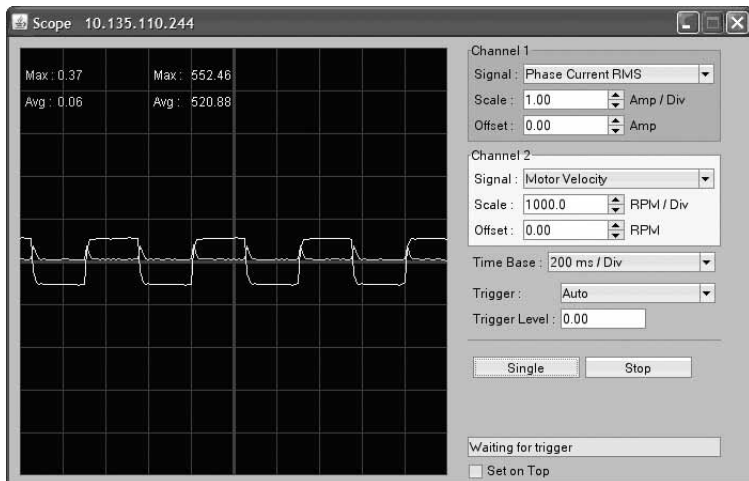 Scope 10.135.110.244
Max : 0.37 Max : 552.46
Avg : 0.06 Avg : 520.88
Channel 1
Signal : Phase Current RMS
Scale : 1.00 Amp / Div
Offset : 0.00 Amp
Channel 2
Signal : Motor Velocity
Scale : 1000.0 RPM / Div
Offset : 0.00 RPM
Time Base : 200 ms / Div
Trigger : Auto
Trigger Level : 0.00
Single Stop
Waiting for trigger
Set on Top